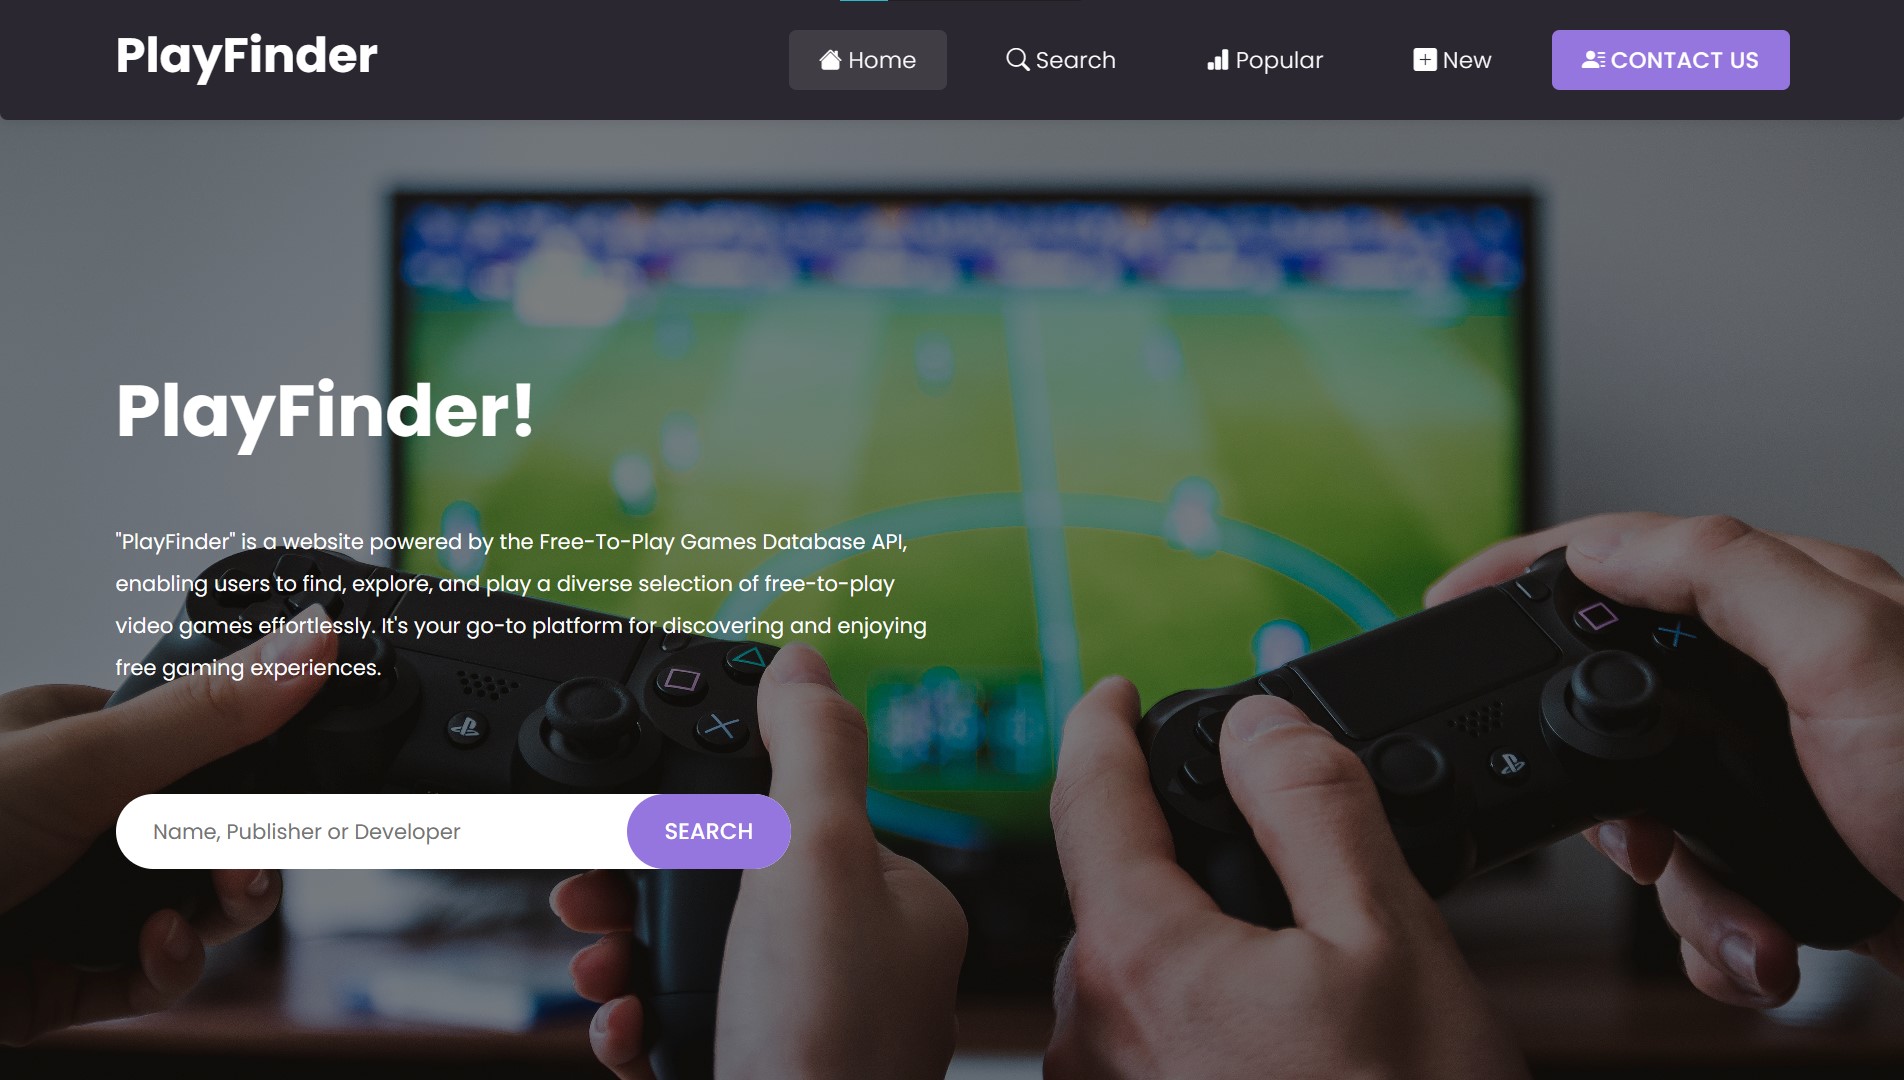 PlayFinder
Home
Search
Popular
New
CONTACT US
PlayFinder!
"PlayFinder" is a website powered by the Free-To-Play Games Database API,
enabling users to find, explore, and play a diverse selection of free-to-play
video games effortlessly. It's your go-to platform for discovering and enjoying
free gaming experiences.
Name, Publisher or Developer
SEARCH